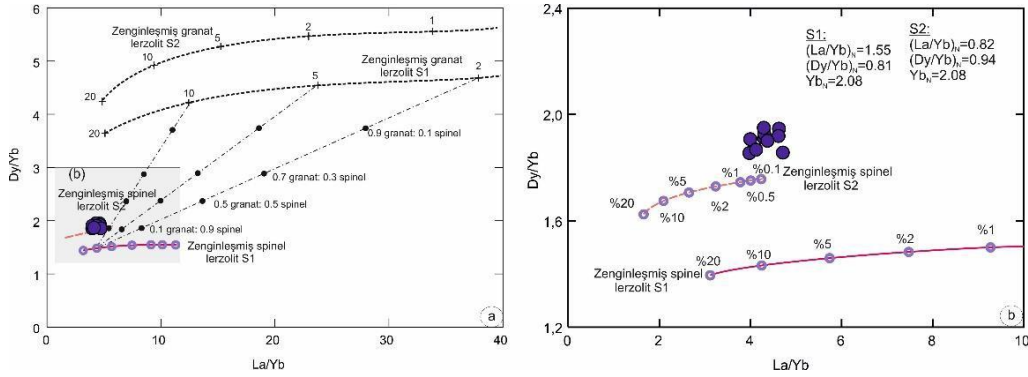 6
5
4
3
2
1
0
Dy/Yb
0
10
20
30
40
La/Yb
a
Zenginleşmiş granat
lerzolit S2
20
10
5
2
1
Zenginleşmiş granat
lerzolit S1
20
10
5
2
0.9 granat: 0.1 spinel
0.7 granat: 0.3 spinel
0.5 granat: 0.5 spinel
0.1 granat: 0.9 spinel
(b)
Zenginleşmiş spinel
lerzolit S2
Zenginleşmiş spinel
lerzolit S1
2,4
2,0
1,6
1,2
Dy/Yb
0
2
4
6
8
10
La/Yb
b
S1:
(La/Yb)N=1.55
(Dy/Yb)N=0.81
YbN=2.08
S2:
(La/Yb)N=0.82
(Dy/Yb)N=0.94
YbN=2.08
%20
%10
%5
%2
%1
%0.5
%0.1
Zenginleşmiş spinel
lerzolit S2
%20
%10
%5
%2
%1
Zenginleşmiş spinel
lerzolit S1